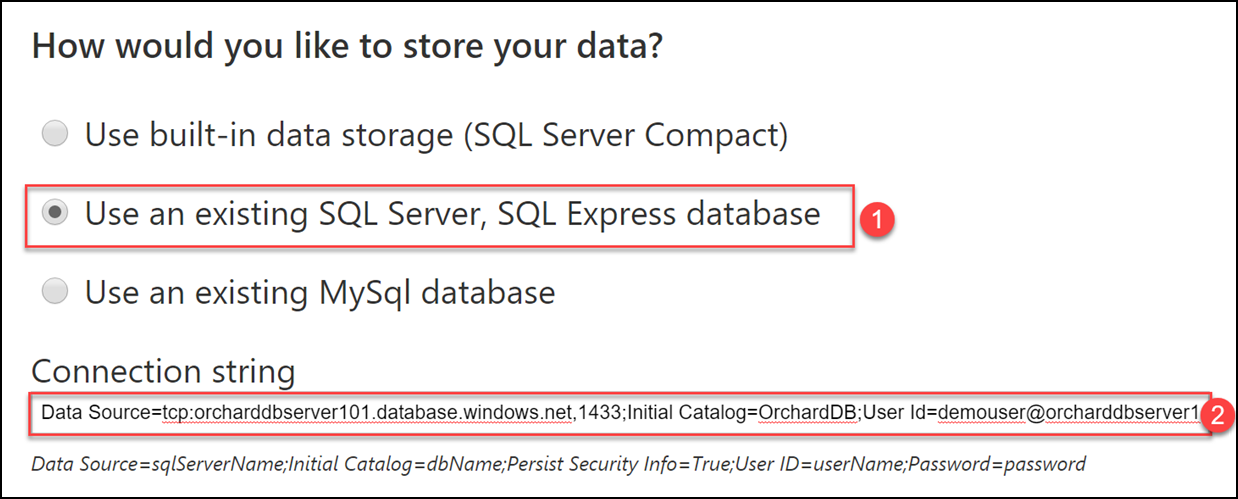 How would you like to store your data?
Use built-in data storage (SQL Server Compact)
Use an existing SQL Server, SQL Express database 1
Use an existing MySql database
Connection string
Data Source=tcp:orcharddbserver101.database.windows.net,1433;Initial Catalog=OrchardDB;User Id=demouser@orcharddbserver1 2
Data Source=sqlServerName;Initial Catalog=dbName;Persist Security Info=True;User ID=userName;Password=password